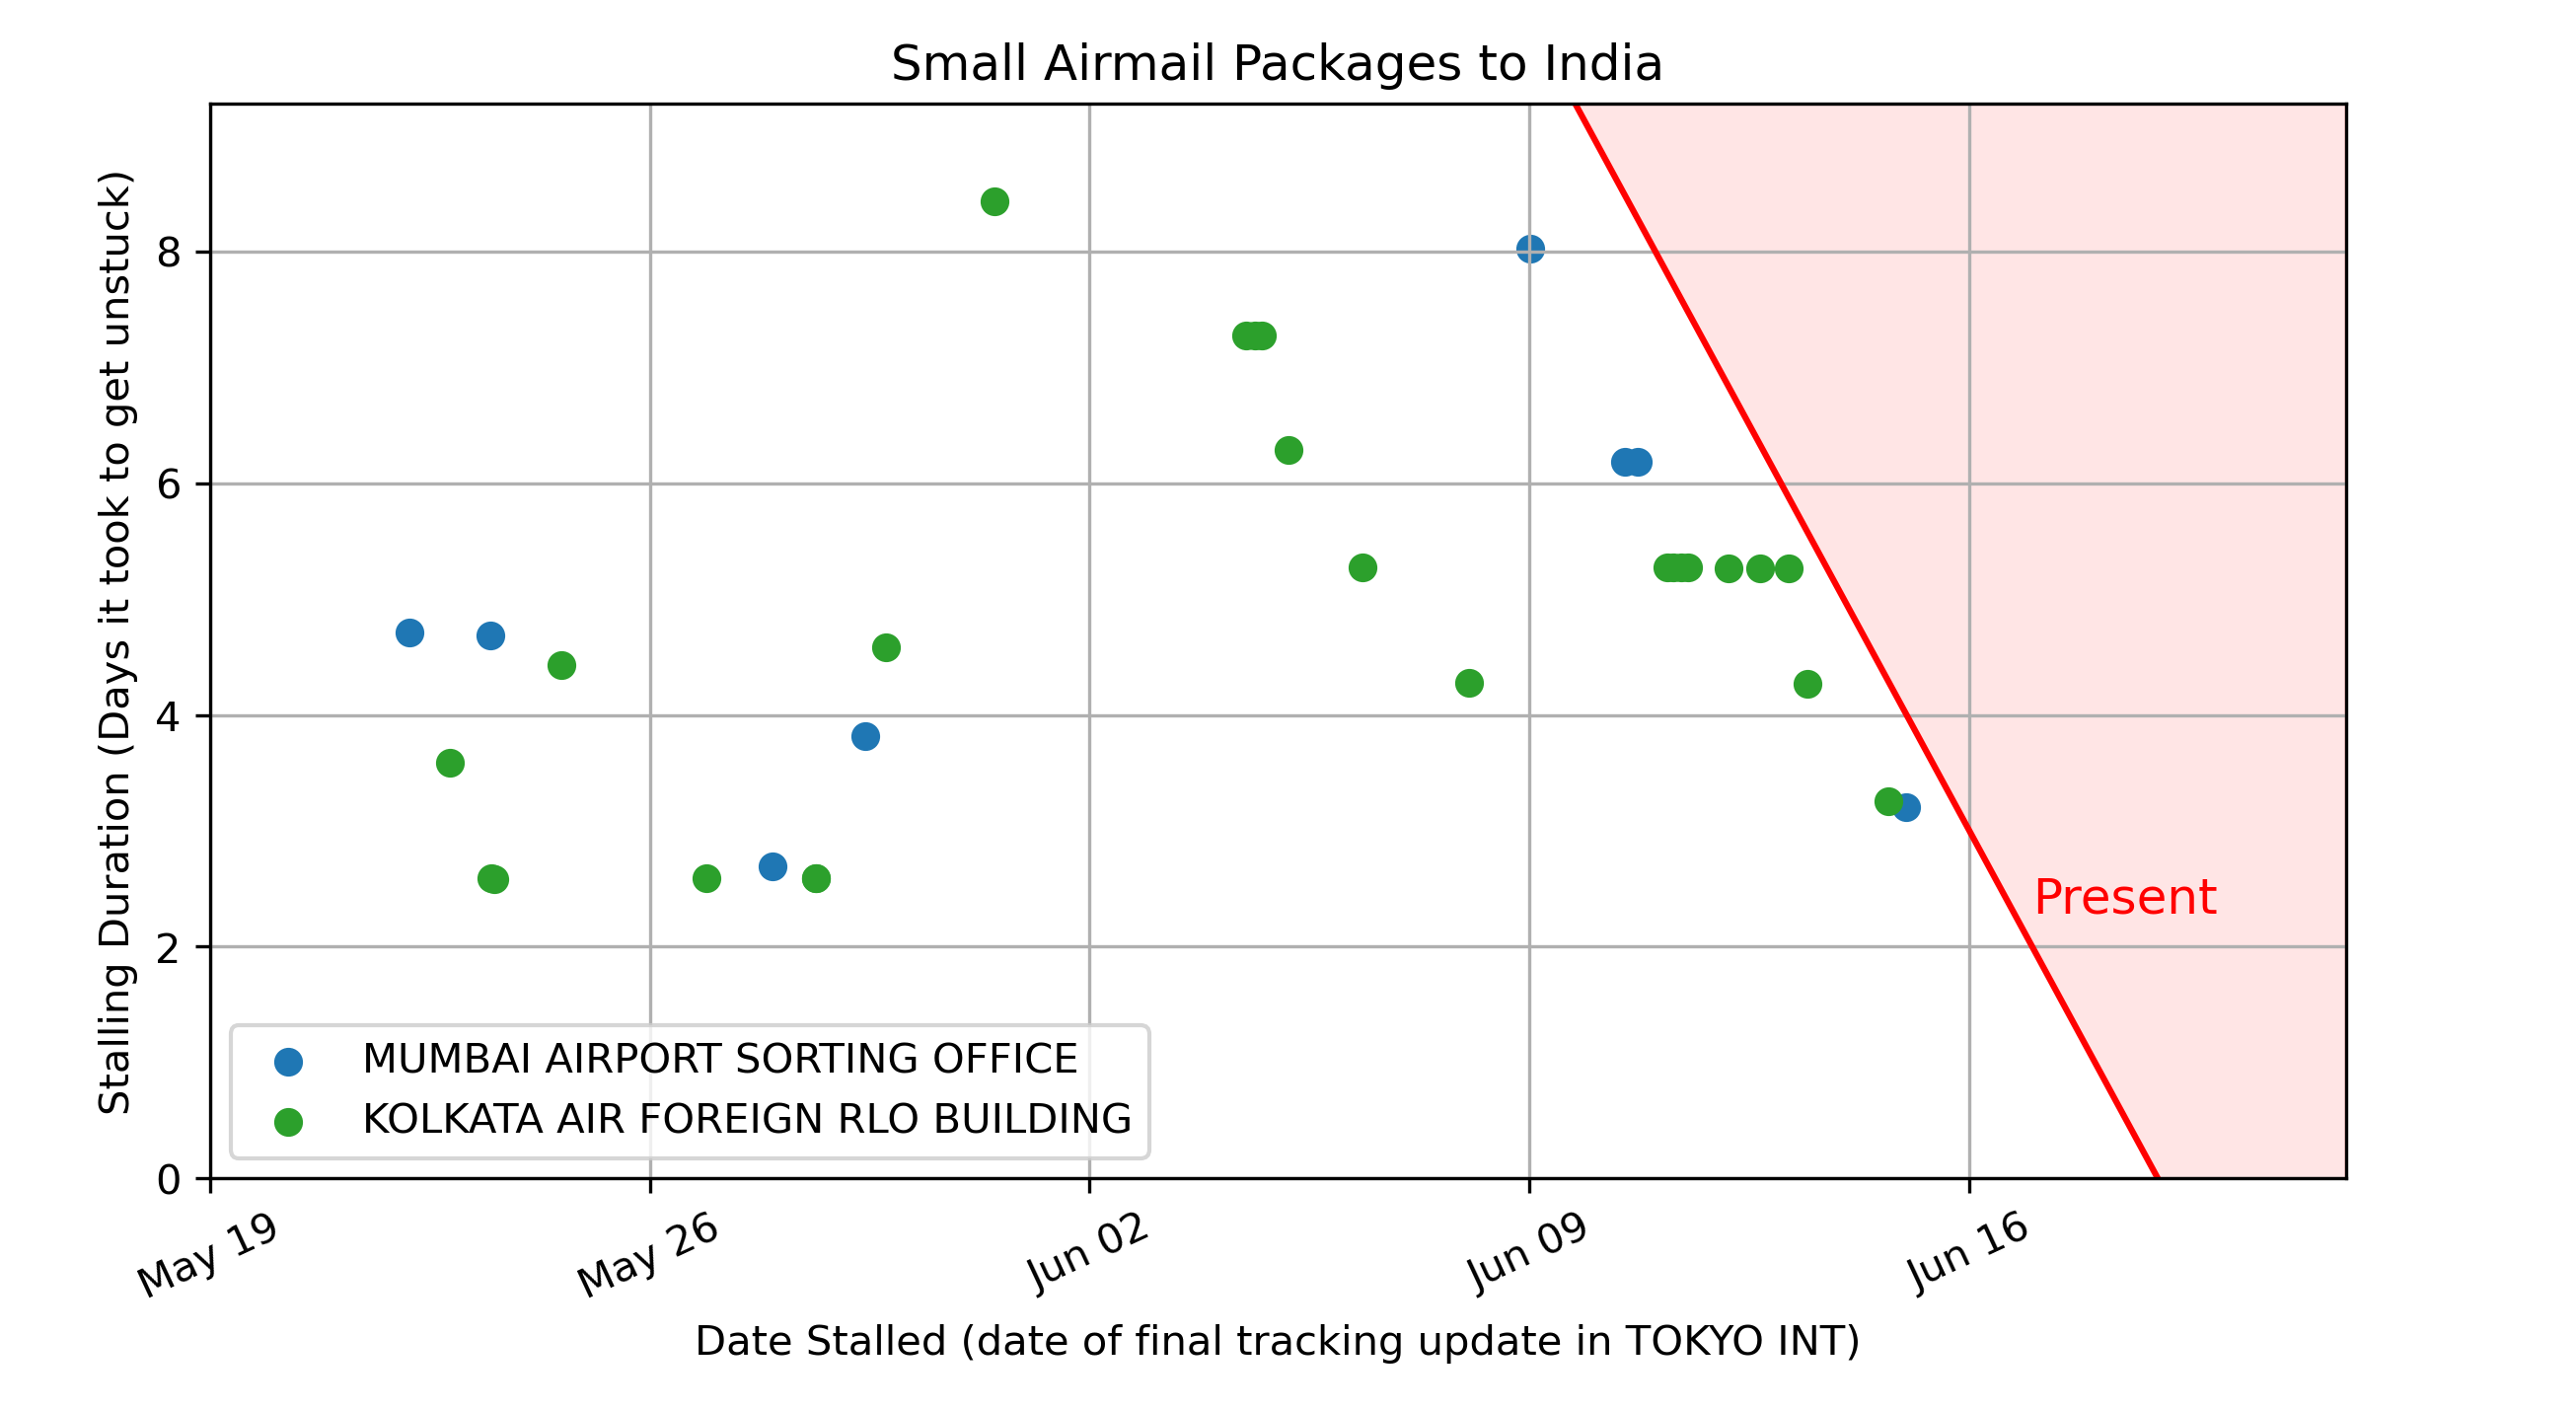 Small Airmail Packages to India
Stalling Duration (Days it took to get unstuck)
8
6
4
2
0
Present
MUMBAI AIRPORT SORTING OFFICE
KOLKATA AIR FOREIGN RLO BUILDING
May 19
May 26
Jun 02
Jun 09
Jun 16
Date Stalled (date of final tracking update in TOKYO INT)